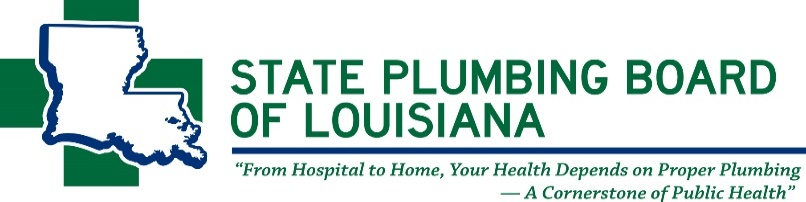 STATE PLUMBING BOARD
OF LOUISIANA
“From Hospital to Home, Your Health Depends on Proper Plumbing
— A Cornerstone of Public Health”